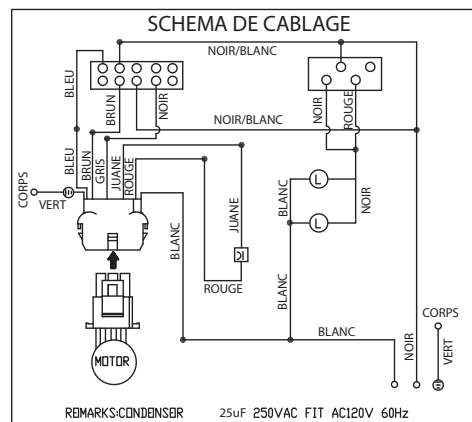 SCHEMA DE CABLAGE
NOIR/BLANC
BLEU
BRUN
NOIR
NOIR
ROUGE
NOIR/BLANC
BLEU
BRUN
GRIS
JUANE
ROUGE
CORPS
VERT
BLANC
JUANE
ROUGE
BLANC
L
L
NOIR
BLANC
BLANC
CORPS
NOIR
VERT
MOTOR
REMARKS:CONDENSER 25uF 250VAC FIT AC120V 60Hz